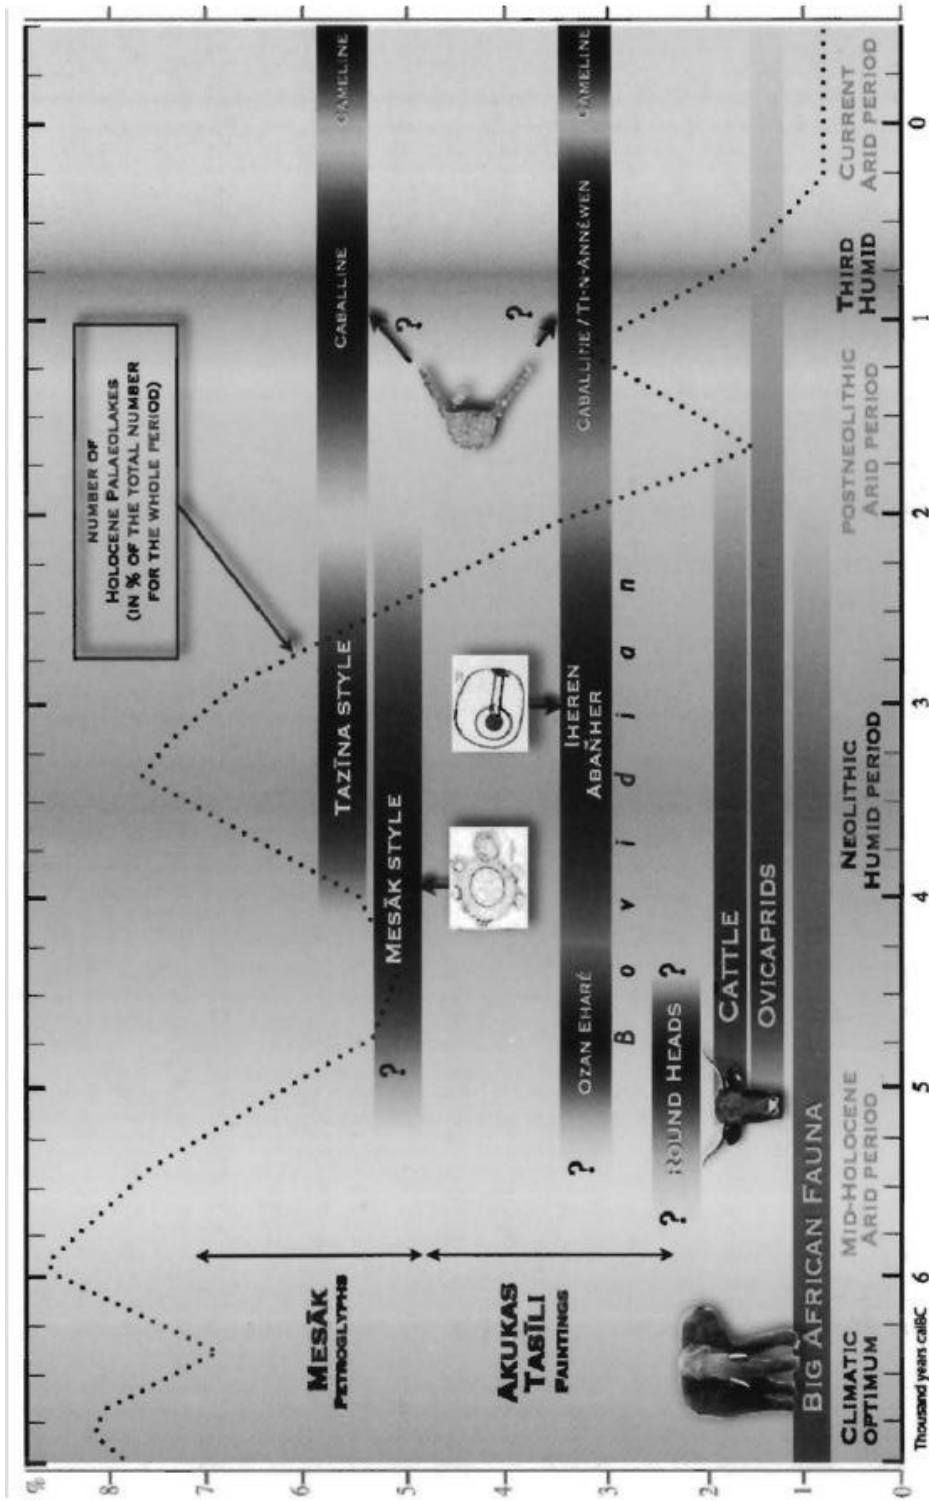 %
8
7
6
5
4
3
2
1
0
NUMBER OF
HOLOCENE PALAEOLAKES
(IN % OF THE TOTAL NUMBER
FOR THE WHOLE PERIOD)
MESĀK
PETROGLYPHS
TAZĪNA STYLE
CABALLINE
CAMELINE
?
MESĀK STYLE
?
AKUKAS
TASĪLI
PAINTINGS
?
?
OZAN EHARÉ
IHEREN
ABAÑHER
CABALLINE / TI-N-ANNĒWEN
CAMELINE
B o v i d i a n
?
ROUND HEADS
?
CATTLE
OVICAPRIDS
BIG AFRICAN FAUNA
CLIMATIC
OPTIMUM
MID-HOLOCENE
ARID PERIOD
NEOLITHIC
HUMID PERIOD
POSTNEOLITHIC
ARID PERIOD
THIRD
HUMID
CURRENT
ARID PERIOD
Thousand years calBC
6
5
4
3
2
1
0